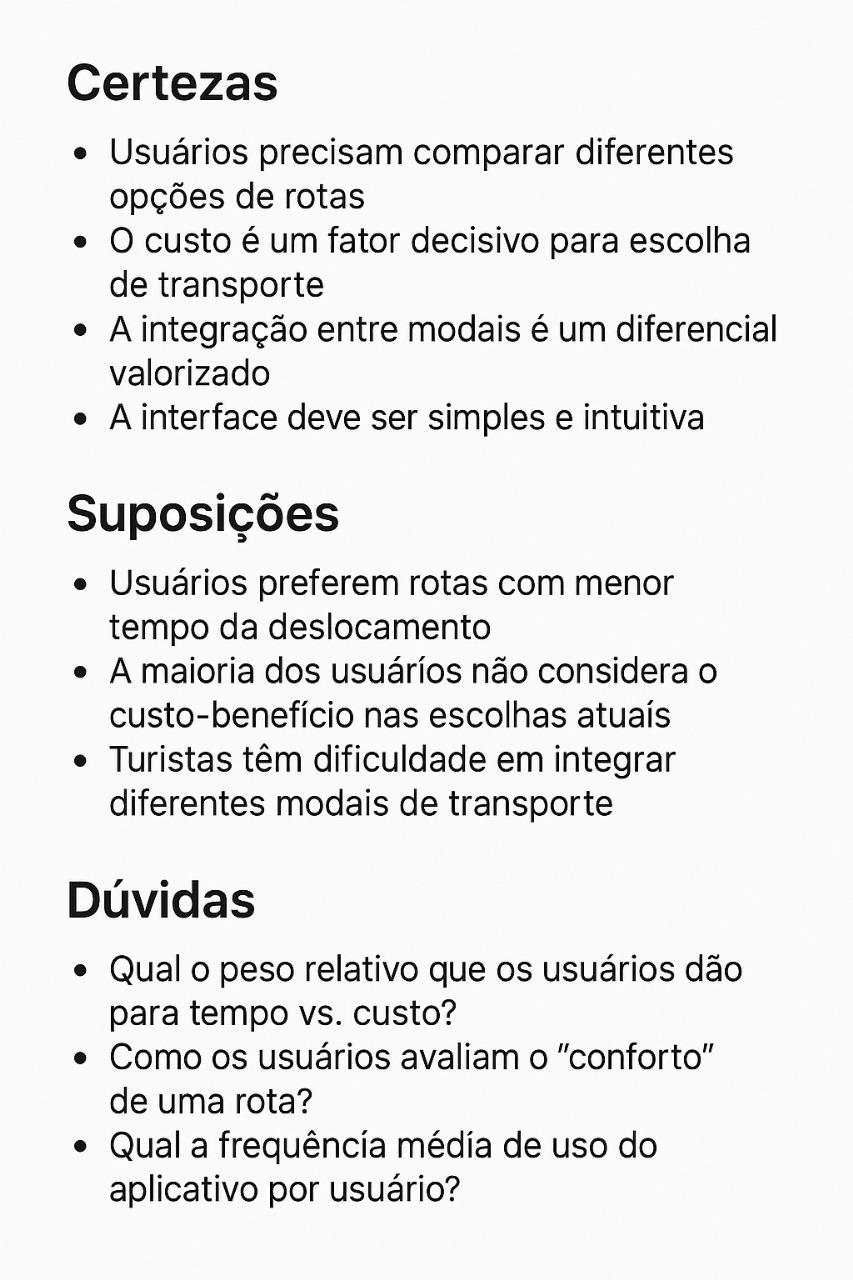 Certezas
• Usuários precisam comparar diferentes
opções de rotas
• O custo é um fator decisivo para escolha
de transporte
• A integração entre modais é um diferencial
valorizado
• A interface deve ser simples e intuitiva
Suposições
• Usuários preferem rotas com menor
tempo da deslocamento
• A maioria dos usuáríos não considera o
custo-benefício nas escolhas atuaís
• Turistas têm dificuldade em integrar
diferentes modais de transporte
Dúvidas
• Qual o peso relativo que os usuários dão
para tempo vs. custo?
• Como os usuários avaliam o "conforto"
de uma rota?
• Qual a frequêncía médía de uso do
aplicativo por usuário?